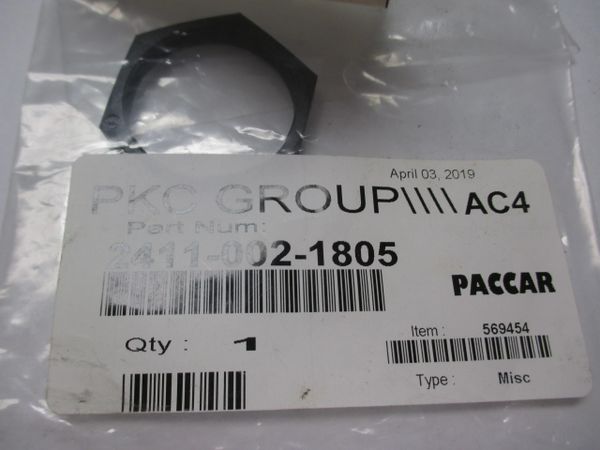 April 03, 2019
PKC GROUP\\\\ AC4
Part Num:
2411-002-1805
PACCAR
Item : 569454
Qty : 1
Type : Misc